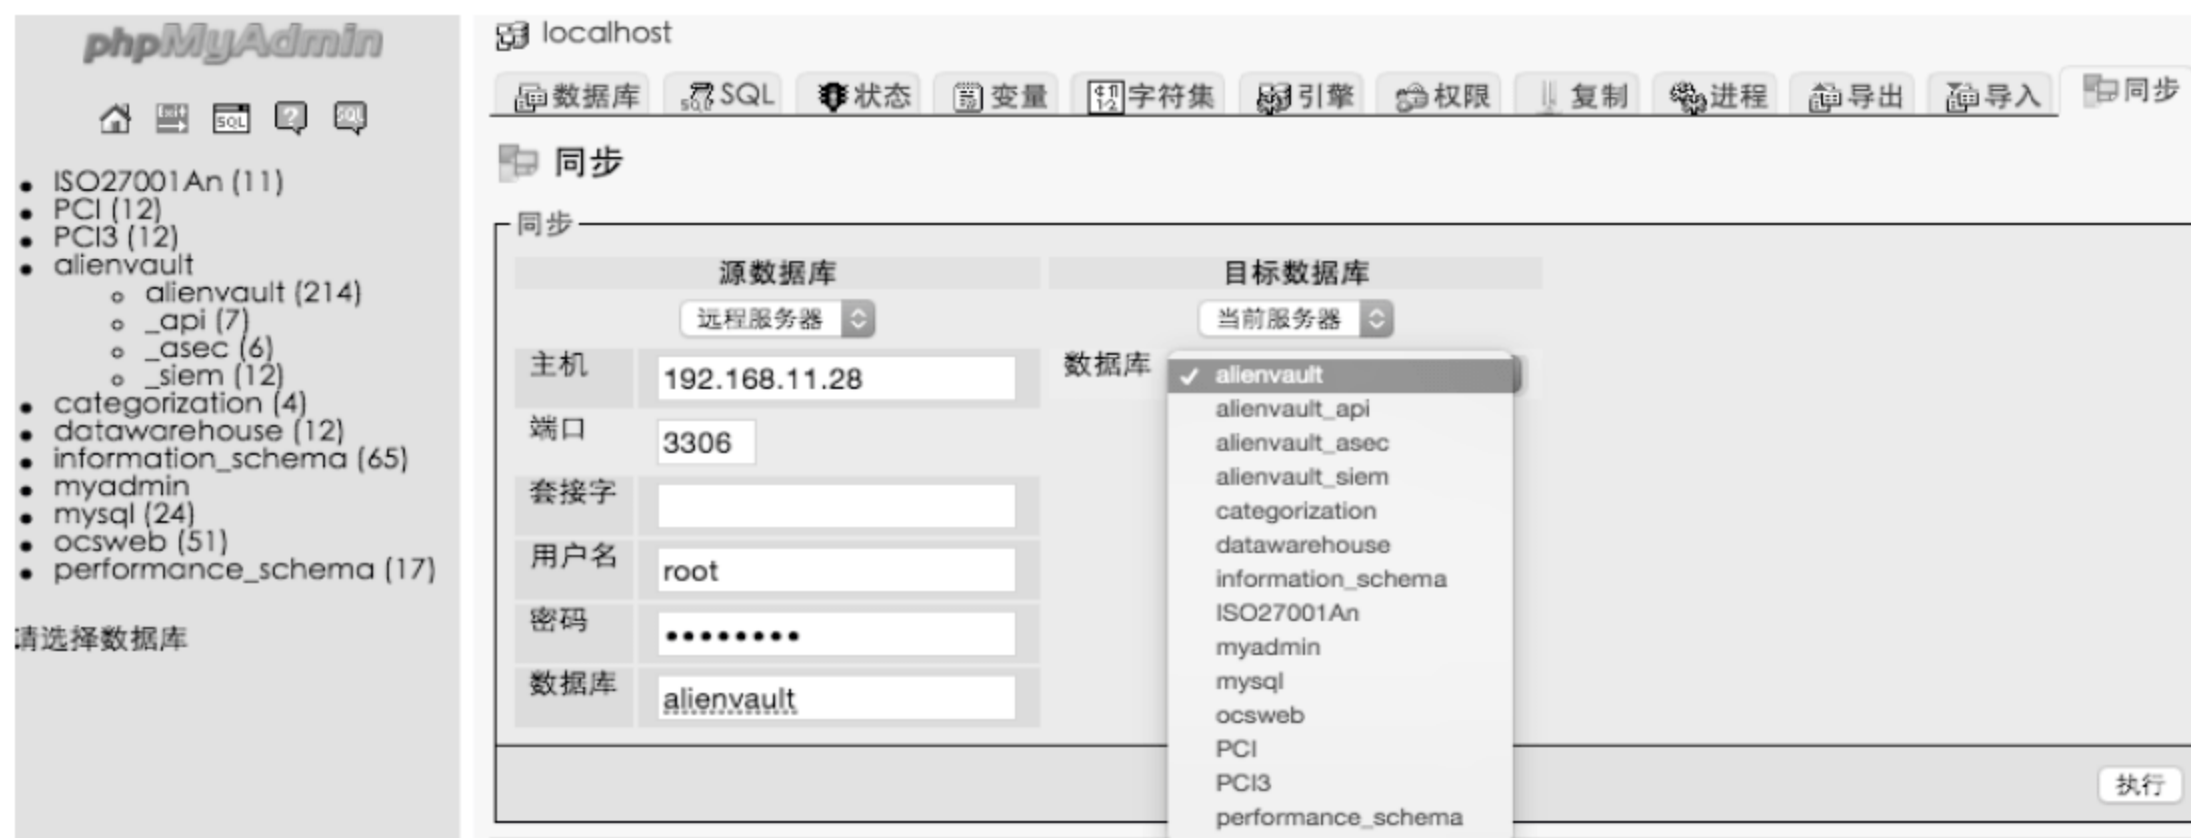 phpMyAdmin
ISO27001An (11)
PCI (12)
PCI3 (12)
alienvault
alienvault (214)
_api (7)
_asec (6)
_siem (12)
categorization (4)
datawarehouse (12)
information_schema (65)
myadmin
mysql (24)
ocsweb (51)
performance_schema (17)
请选择数据库
localhost
数据库 SQL 状态 变量 字符集 引擎 权限 复制 进程 导出 导入 同步
同步
同步
源数据库 目标数据库
远程服务器 当前服务器
主机 192.168.11.28
端口 3306
套接字
用户名 root
密码 ••••••••
数据库 alienvault
数据库 ✓ alienvault
alienvault_api
alienvault_asec
alienvault_siem
categorization
datawarehouse
information_schema
ISO27001An
myadmin
mysql
ocsweb
PCI
PCI3
performance_schema
执行